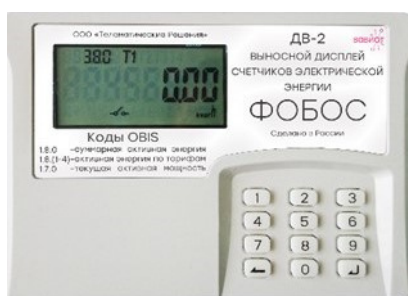 ООО «Телематические Решения»
3.8.0 T1
0.00
Коды OBIS
1.8.0 -суммарная активная энергия
1.8.(1-4)-активная энергия по тарифам
1.7.0 -текущая активная мощность
ДВ-2
ВЫНОСНОЙ ДИСПЛЕЙ
СЧЕТЧИКОВ ЭЛЕКТРИЧЕСКОЙ
ЭНЕРГИИ
ФОБОС
Сделано в России
1 2 3
4 5 6
7 8 9
0